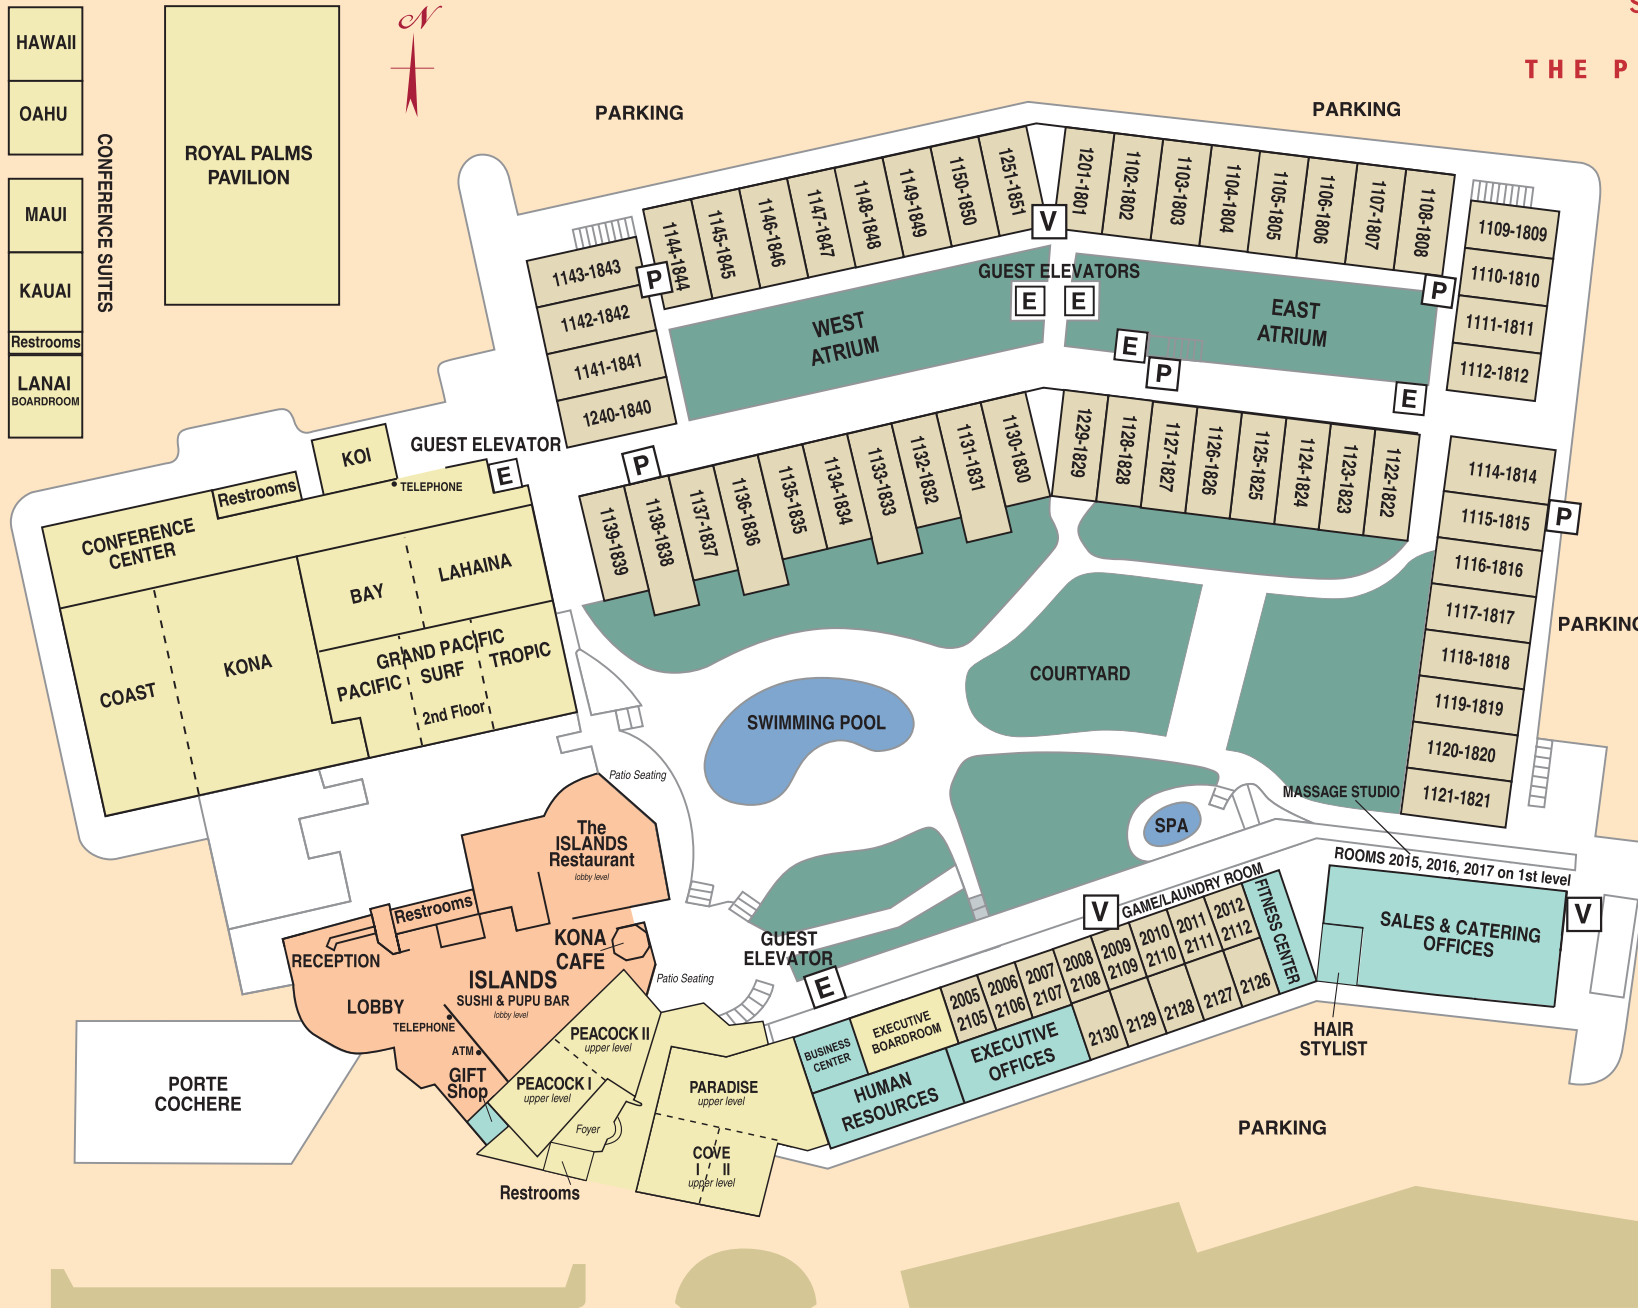 HAWAII
OAHU
MAUI
KAUAI
Restrooms
LANAI
BOARDROOM
CONFERENCE SUITES
ROYAL PALMS
PAVILION
N
THE P
PARKING
PARKING
1143-1843
1142-1842
1141-1841
1240-1840
P
1144-1844
1145-1845
1146-1846
1147-1847
1148-1848
1149-1849
1150-1850
1251-1851
V
1201-1801
1102-1802
1103-1803
1104-1804
1105-1805
1106-1806
1107-1807
1108-1808
P
1109-1809
1110-1810
1111-1811
1112-1812
GUEST ELEVATORS
E
E
WEST
ATRIUM
EAST
ATRIUM
E
P
E
KOI
GUEST ELEVATOR
E
TELEPHONE
Restrooms
P
1139-1839
1138-1838
1137-1837
1136-1836
1135-1835
1134-1834
1133-1833
1132-1832
1131-1831
1130-1830
1229-1829
1128-1828
1127-1827
1126-1826
1125-1825
1124-1824
1123-1823
1122-1822
1114-1814
1115-1815
1116-1816
1117-1817
1118-1818
1119-1819
1120-1820
1121-1821
P
PARKING
CONFERENCE
CENTER
BAY
LAHAINA
KONA
COAST
GRAND PACIFIC
PACIFIC
SURF
TROPIC
2nd Floor
COURTYARD
SWIMMING POOL
SPA
MASSAGE STUDIO
ROOMS 2015, 2016, 2017 on 1st level
Patio Seating
The
ISLANDS
Restaurant
lobby level
Restrooms
RECEPTION
KONA
CAFE
ISLANDS
SUSHI & PUPU BAR
lobby level
LOBBY
TELEPHONE
ATM
GIFT
Shop
Patio Seating
GUEST
ELEVATOR
E
V
GAME/LAUNDRY ROOM
FITNESS CENTER
SALES & CATERING
OFFICES
V
HAIR
STYLIST
PEACOCK II
upper level
PEACOCK I
upper level
Foyer
Restrooms
PARADISE
upper level
COVE
I II
upper level
BUSINESS
CENTER
EXECUTIVE
BOARDROOM
HUMAN
RESOURCES
EXECUTIVE
OFFICES
2005
2006
2007
2008
2009
2010
2011
2012
2105
2106
2107
2108
2109
2110
2111
2112
2130
2129
2128
2127
2126
PORTE
COCHERE
PARKING